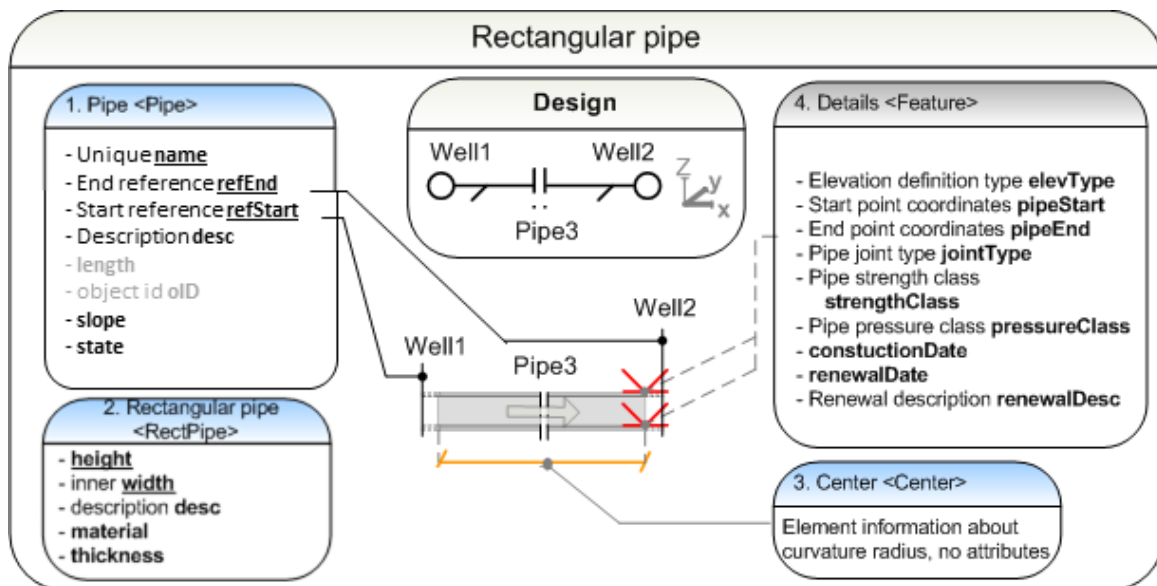 Rectangular pipe
1. Pipe <Pipe>
- Unique name
- End reference refEnd
- Start reference refStart
- Description desc
- length
- object id oID
- slope
- state
2. Rectangular pipe
<RectPipe>
- height
- inner width
- description desc
- material
- thickness
Design
Well1
Well2
Pipe3
Z
y
x
Well1
Pipe3
Well2
4. Details <Feature>
- Elevation definition type elevType
- Start point coordinates pipeStart
- End point coordinates pipeEnd
- Pipe joint type jointType
- Pipe strength class
strengthClass
- Pipe pressure class pressureClass
- constuctionDate
- renewalDate
- Renewal description renewalDesc
3. Center <Center>
Element information about
curvature radius, no attributes